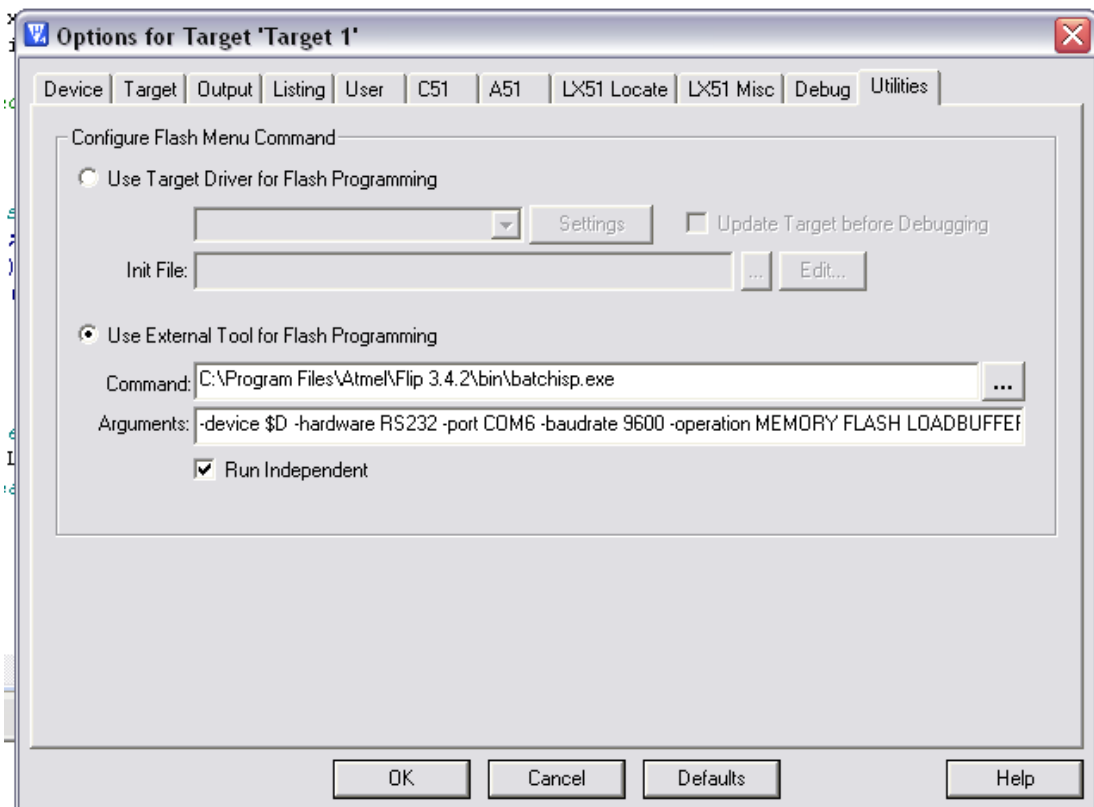 Options for Target 'Target 1'
Device Target Output Listing User C51 A51 LX51 Locate LX51 Misc Debug Utilities
Configure Flash Menu Command
Use Target Driver for Flash Programming
Settings Update Target before Debugging
Init File: ... Edit...
Use External Tool for Flash Programming
Command: C:\Program Files\Atmel\Flip 3.4.2\bin\batchisp.exe ...
Arguments: -device $D -hardware RS232 -port COM6 -baudrate 9600 -operation MEMORY FLASH LOADBUFFER
Run Independent
OK Cancel Defaults Help